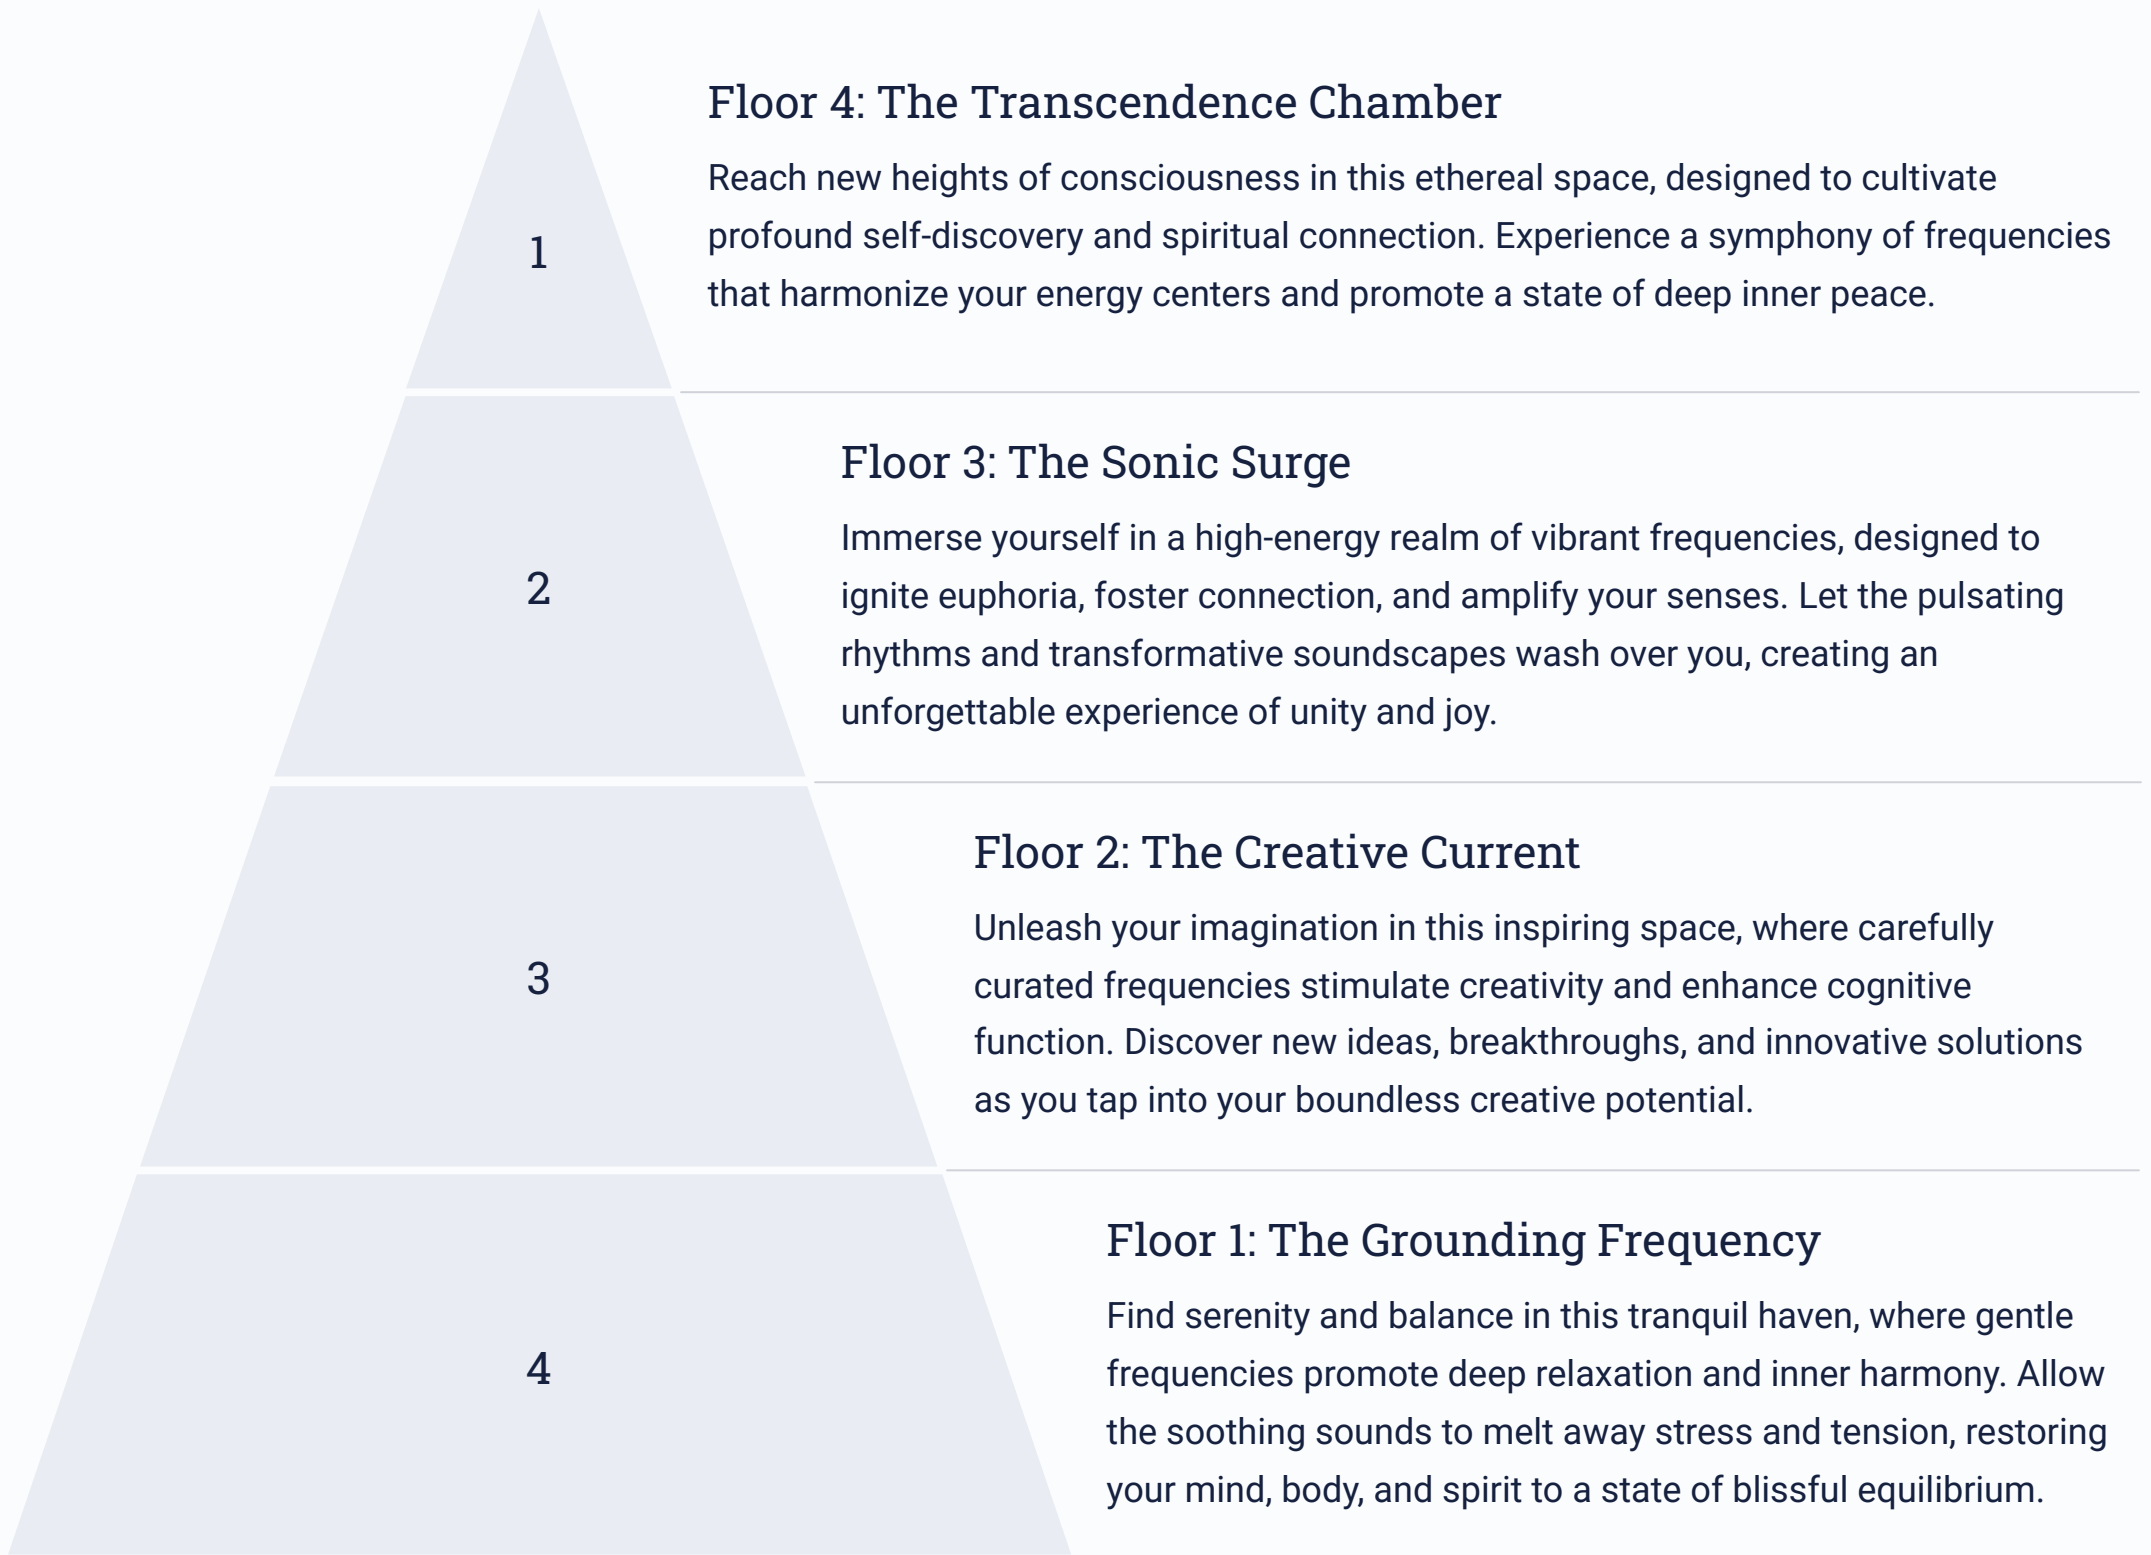 Floor 4: The Transcendence Chamber
Reach new heights of consciousness in this ethereal space, designed to cultivate
profound self-discovery and spiritual connection. Experience a symphony of frequencies
that harmonize your energy centers and promote a state of deep inner peace.
1
Floor 3: The Sonic Surge
Immerse yourself in a high-energy realm of vibrant frequencies, designed to
ignite euphoria, foster connection, and amplify your senses. Let the pulsating
rhythms and transformative soundscapes wash over you, creating an
unforgettable experience of unity and joy.
2
Floor 2: The Creative Current
Unleash your imagination in this inspiring space, where carefully
curated frequencies stimulate creativity and enhance cognitive
function. Discover new ideas, breakthroughs, and innovative solutions
as you tap into your boundless creative potential.
3
Floor 1: The Grounding Frequency
Find serenity and balance in this tranquil haven, where gentle
frequencies promote deep relaxation and inner harmony. Allow
the soothing sounds to melt away stress and tension, restoring
your mind, body, and spirit to a state of blissful equilibrium.
4